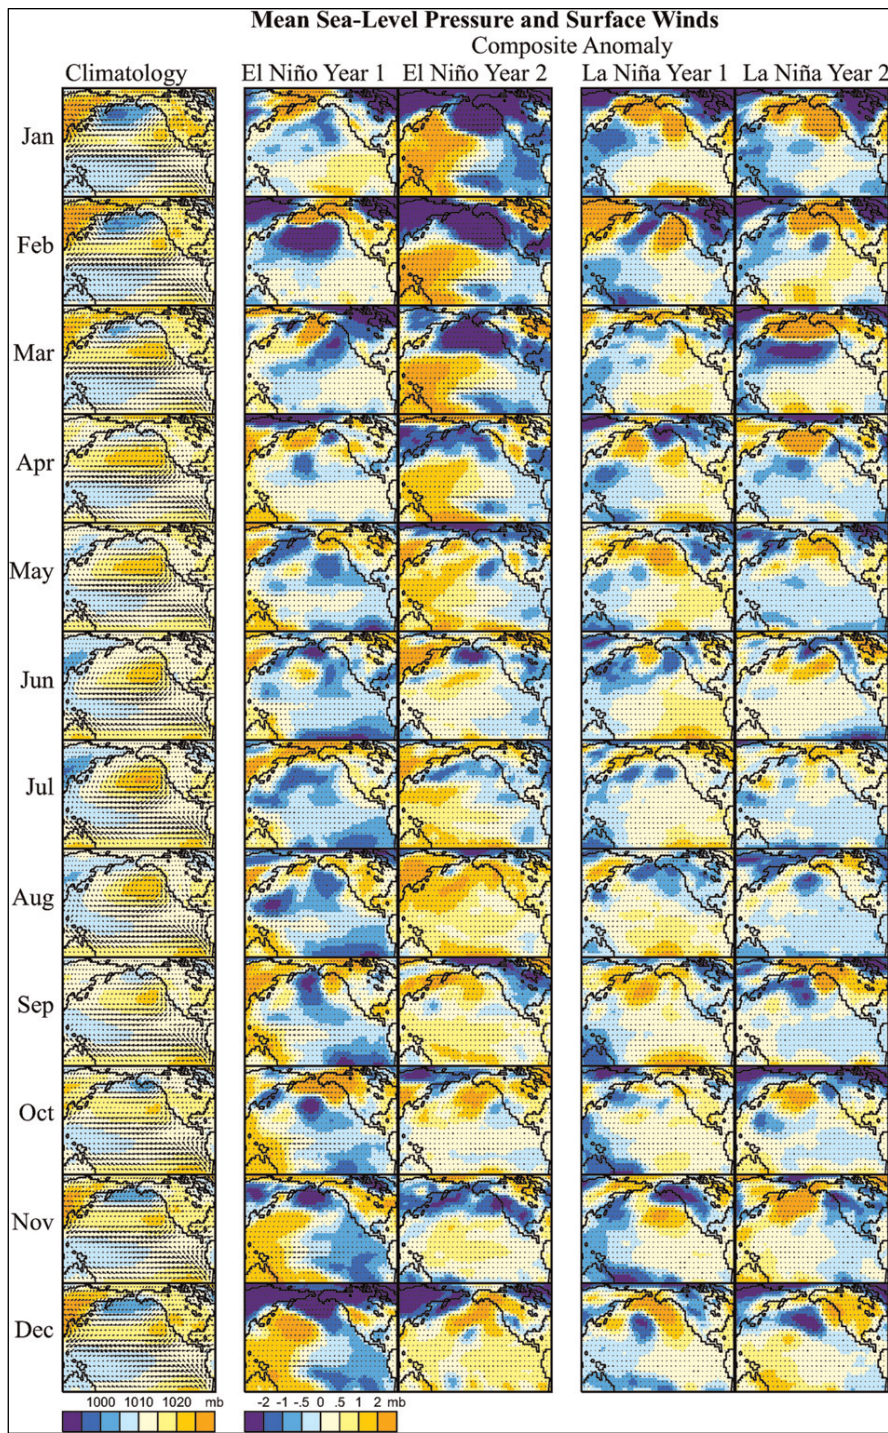 Mean Sea-Level Pressure and Surface Winds
Composite Anomaly
Climatology El Niño Year 1 El Niño Year 2 La Niña Year 1 La Niña Year 2
Jan
Feb
Mar
Apr
May
Jun
Jul
Aug
Sep
Oct
Nov
Dec
1000 1010 1020 mb -2 -1 -.5 0 .5 1 2 mb